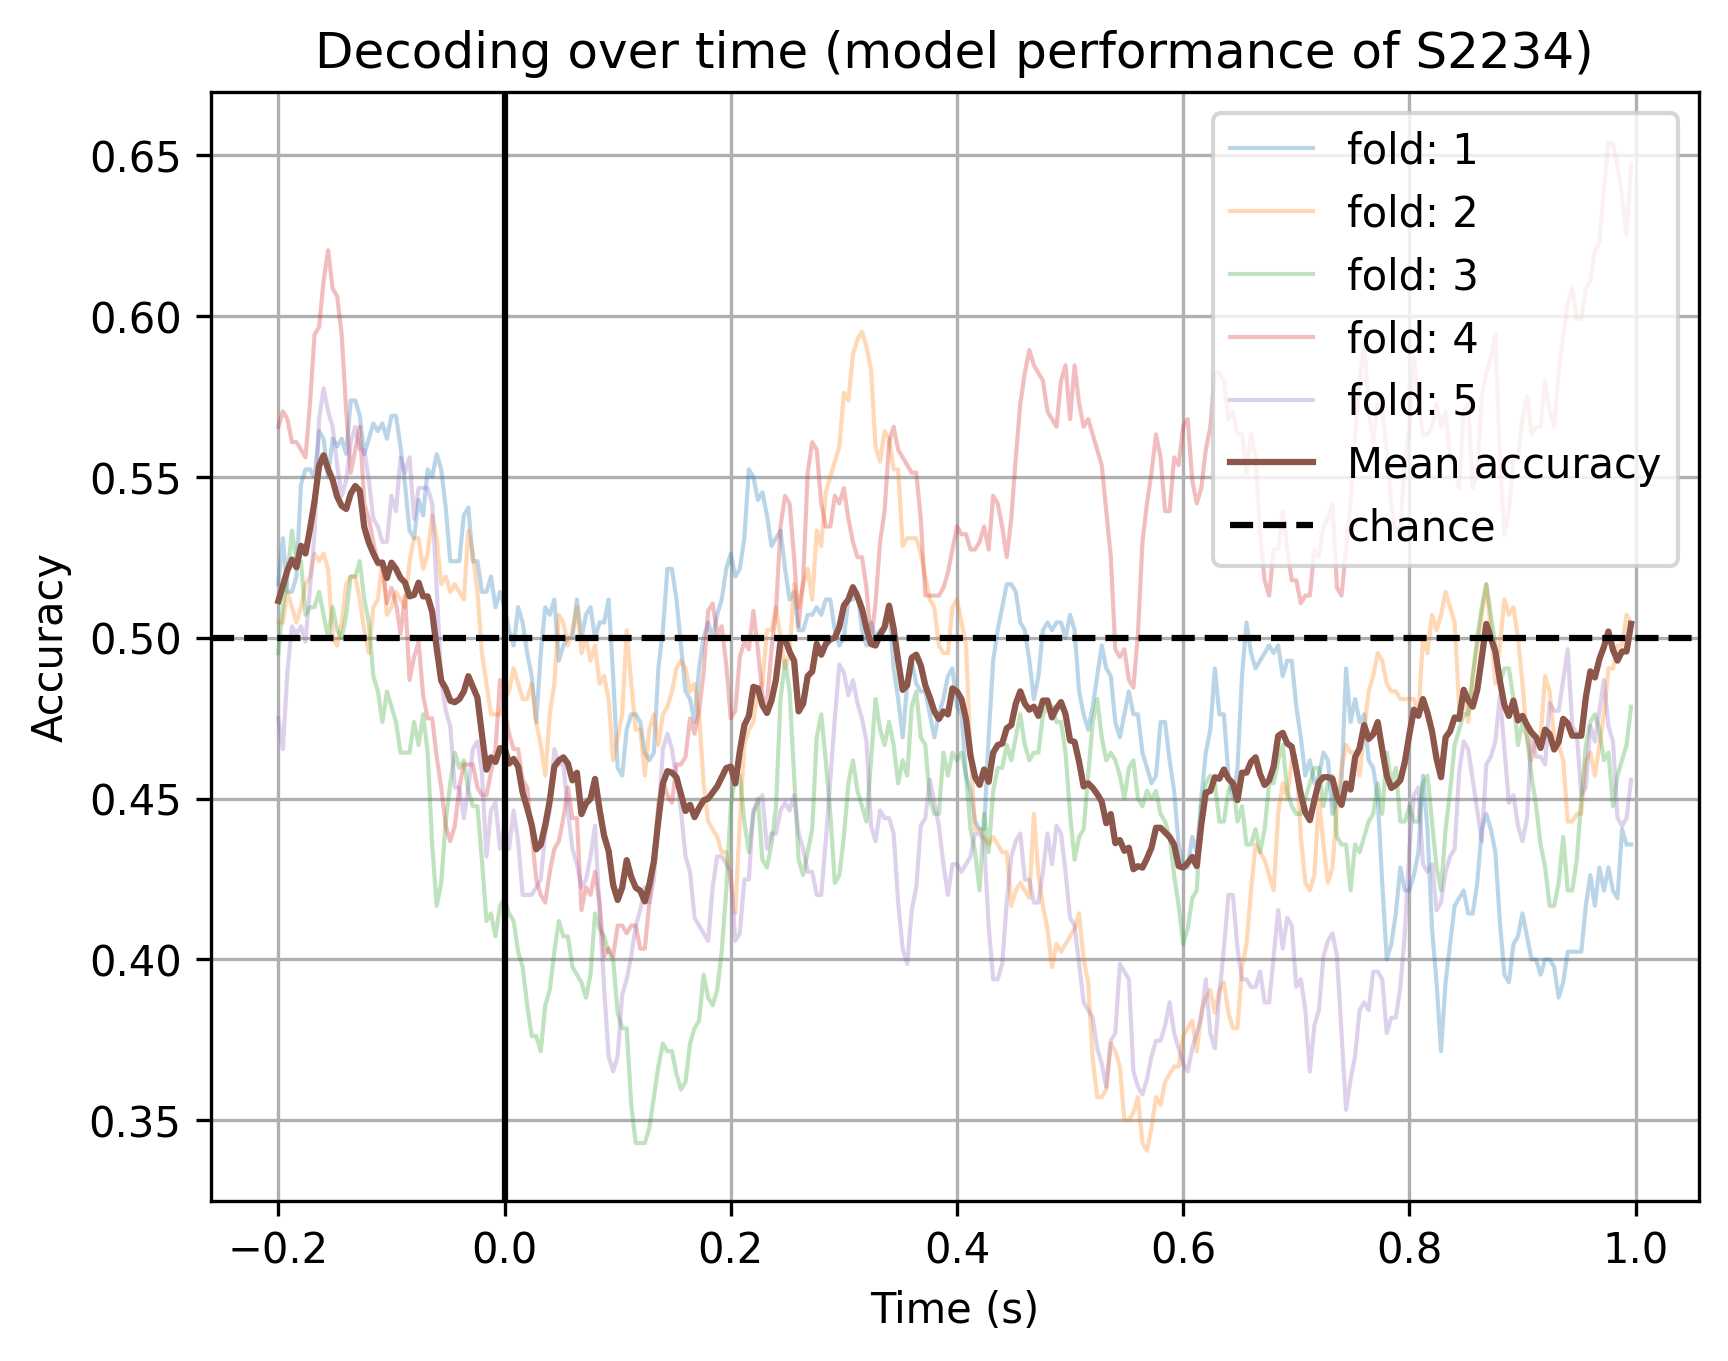 Decoding over time (model performance of S2234)
Accuracy
0.65
0.60
0.55
0.50
0.45
0.40
0.35
fold: 1
fold: 2
fold: 3
fold: 4
fold: 5
Mean accuracy
chance
−0.2 0.0 0.2 0.4 0.6 0.8 1.0
Time (s)